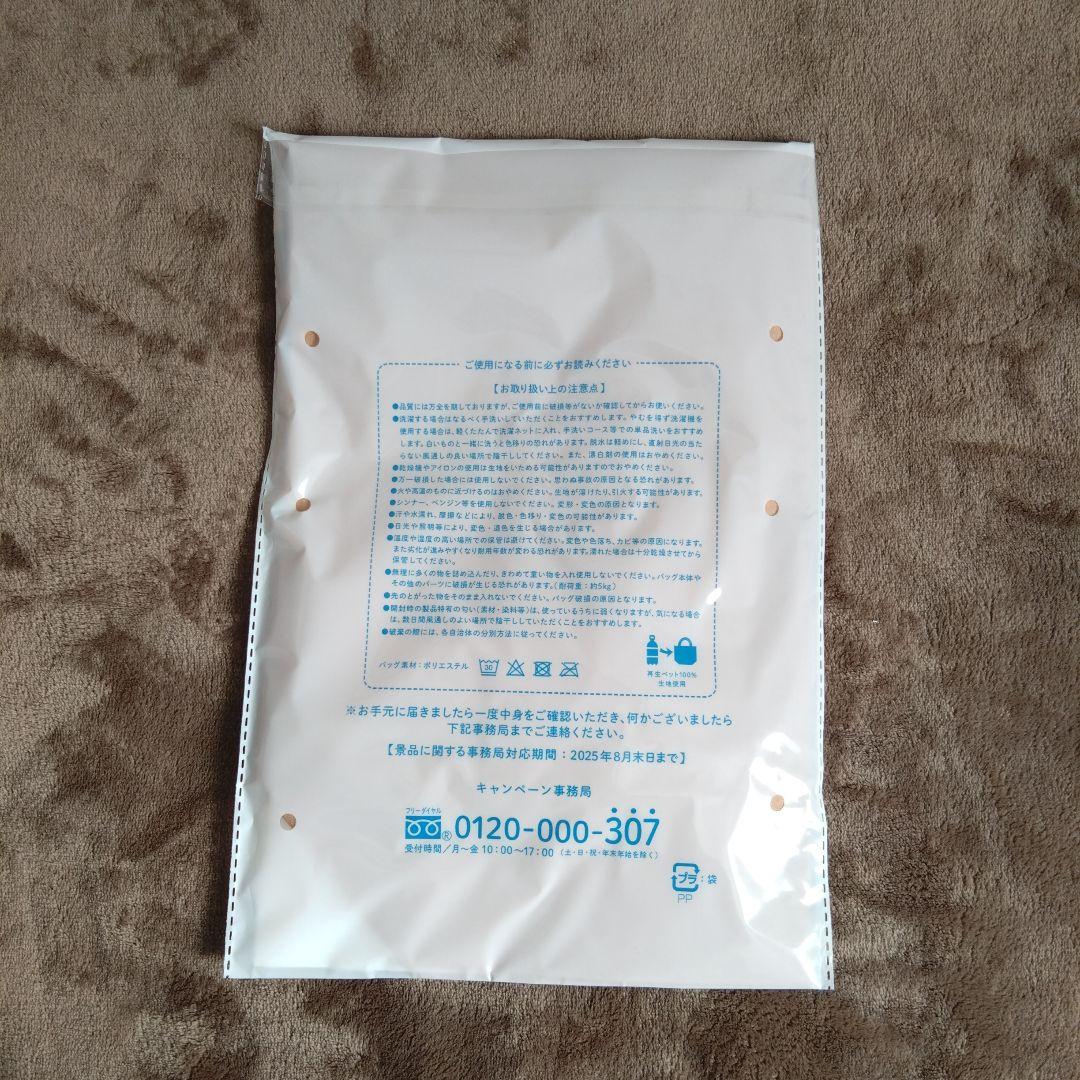 ご使用になる前に必ずお読みください
【お取り扱い上の注意点】
●品質には万全を期しておりますが、ご使用前に破損等がないか確認してからお使いください。
●洗濯する場合はなるべく手洗いしていただくことをおすすめします。やむを得ず洗濯機を
使用する場合は、軽くたたんで洗濯ネットに入れ、手洗いコース等での単品洗いをおすすめ
します。白いものと一緒に洗うと色移りの恐れがあります。脱水は軽めにし、直射日光の当た
らない風通しの良い場所で陰干ししてください。また、漂白剤の使用はおやめください。
●乾燥機やアイロンの使用は生地をいためる可能性がありますのでおやめください。
●万一破損した場合には使用しないでください。思わぬ事故の原因となる恐れがあります。
●火や高温のものに近づけるのはおやめください。生地が溶けたり、引火する可能性があります。
●シンナー、ベンジン等を使用しないでください。変形・変色の原因となります。
●汗や水濡れ、摩擦などにより、脱色・色移り・変色の可能性があります。
●日光や照明等により、変色・退色を生じる場合があります。
●温度や湿度の高い場所での保管は避けてください。変色や色落ち、カビ等の原因になります。
また劣化が進みやすくなり耐用年数が変わる恐れがあります。濡れた場合は十分乾燥させてから
保管してください。
●無理に多くの物を詰め込んだり、きわめて重い物を入れ使用しないでください。バッグ本体や
その他のパーツに破損が生じる恐れがあります。（耐荷重：約5kg）
●先のとがった物をそのまま入れないでください。バッグ破損の原因となります。
●開封時の製品特有の匂い（素材・染料等）は、使っているうちに弱くなりますが、気になる場合
は、数日間風通しのよい場所で陰干ししていただくことをおすすめします。
●破棄の際には、各自治体の分別方法に従ってください。
バッグ素材：ポリエステル
30
再生ペット100%
生地使用
※お手元に届きましたら一度中身をご確認いただき、何かございましたら
下記事務局までご連絡ください。
【景品に関する事務局対応期間：2025年8月末日まで】
キャンペーン事務局
フリーダイヤル
® 0120-000-307
受付時間／月〜金 10：00〜17：00（土・日・祝・年末年始を除く）
プラ：袋
PP